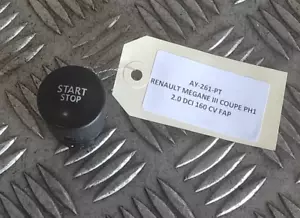 START
STOP
AY-261-PT
RENAULT MEGANE III COUPE PH1
2.0 DCI 160 CV FAP